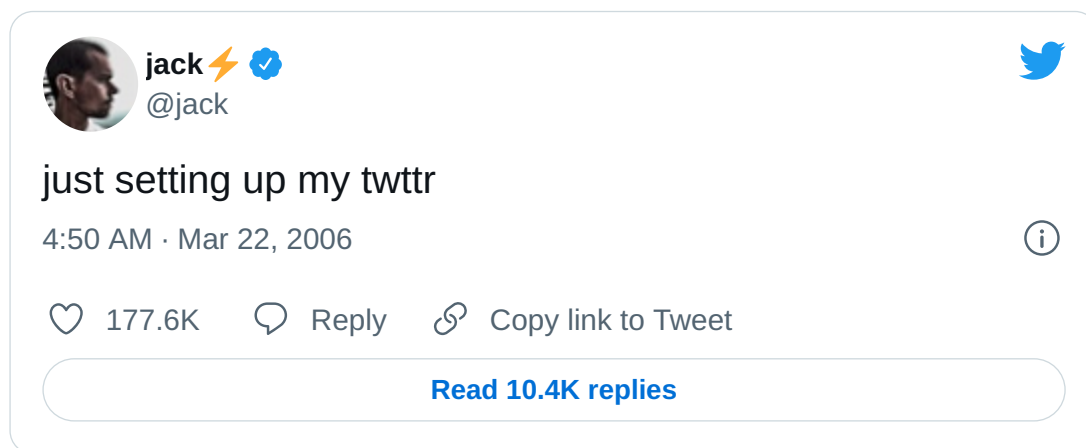 jack⚡
@jack
just setting up my twttr
4:50 AM · Mar 22, 2006
177.6K Reply Copy link to Tweet
Read 10.4K replies